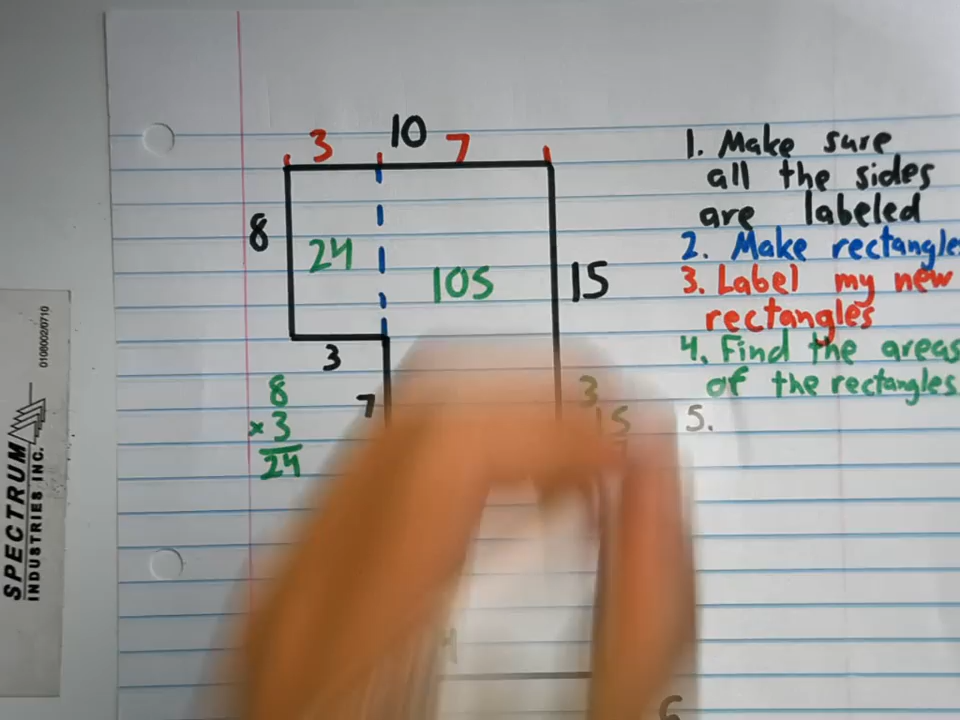 10
3 7
8
24
105
15
3
7
8
× 3
24
3
15
1. Make sure
all the sides
are labeled
2. Make rectangles
3. Label my new
rectangles
4. Find the areas
of the rectangles
5.
SPECTRUM
INDUSTRIES INC.
0108002/0710